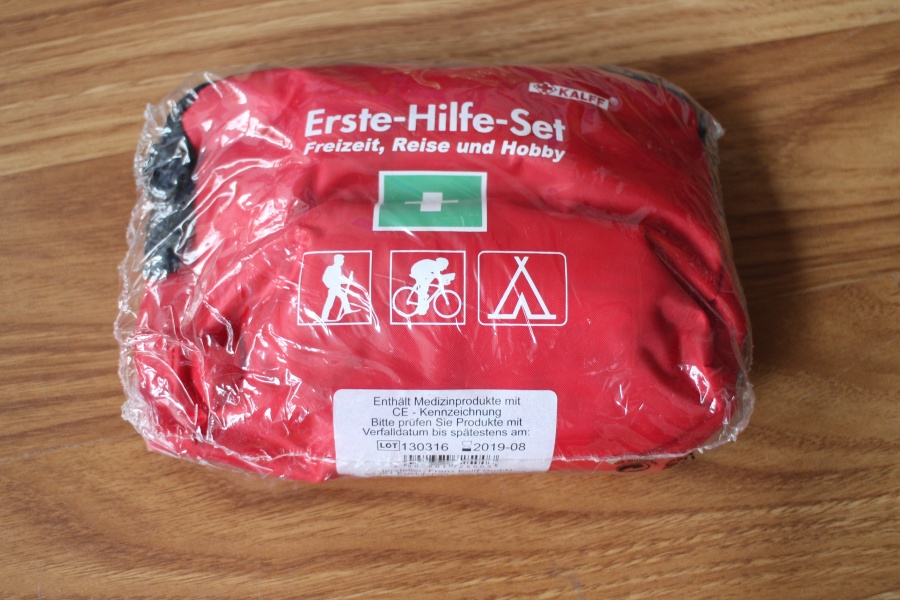 KALFF
Erste-Hilfe-Set
Freizeit, Reise und Hobby
Enthält Medizinprodukte mit
CE - Kennzeichnung
Bitte prüfen Sie Produkte mit
Verfalldatum bis spätestens am:
LOT 130316 2019-08